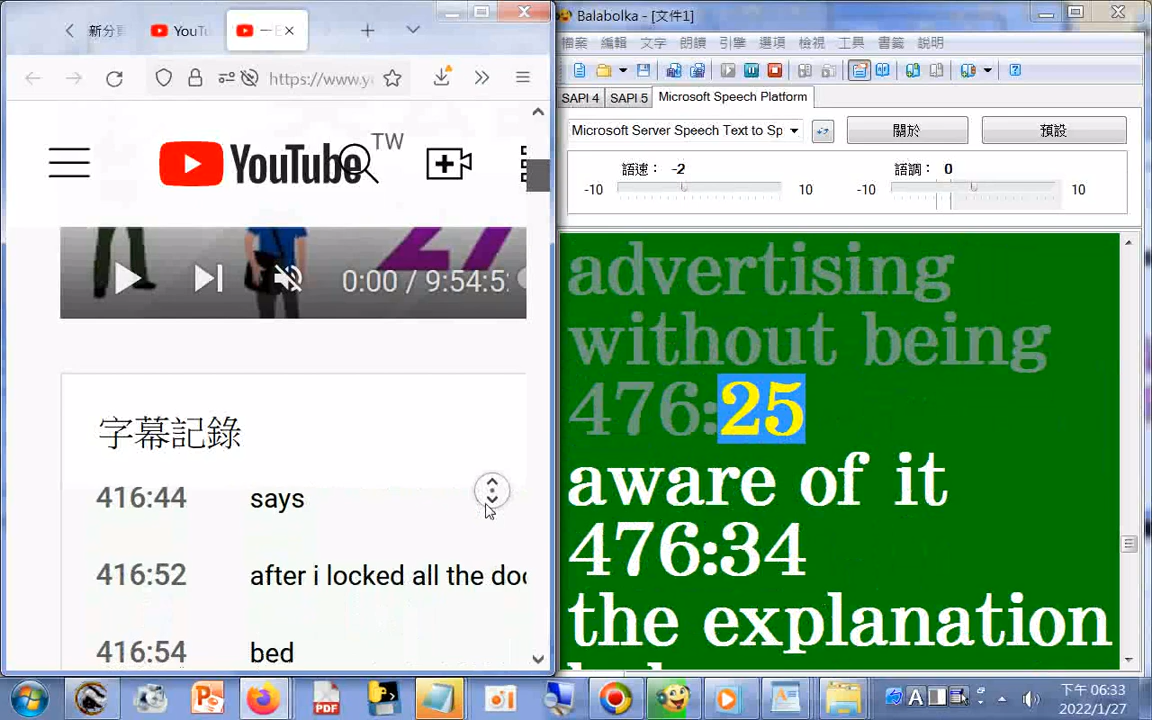 新分
YouTu
一 E
https://www.y
YouTube
TW
0:00 / 9:54:5
字幕記錄
416:44
says
416:52
after i locked all the doo
416:54
bed
Balabolka - [文件1]
檔案 編輯 文字 朗讀 引擎 選項 檢視 工具 書籤 說明
SAPI 4
SAPI 5
Microsoft Speech Platform
Microsoft Server Speech Text to Sp
關於
預設
語速： -2
-10
10
語調： 0
-10
10
advertising
without being
476:25
aware of it
476:34
the explanation
PDF
A
下午 06:33
2022/1/27